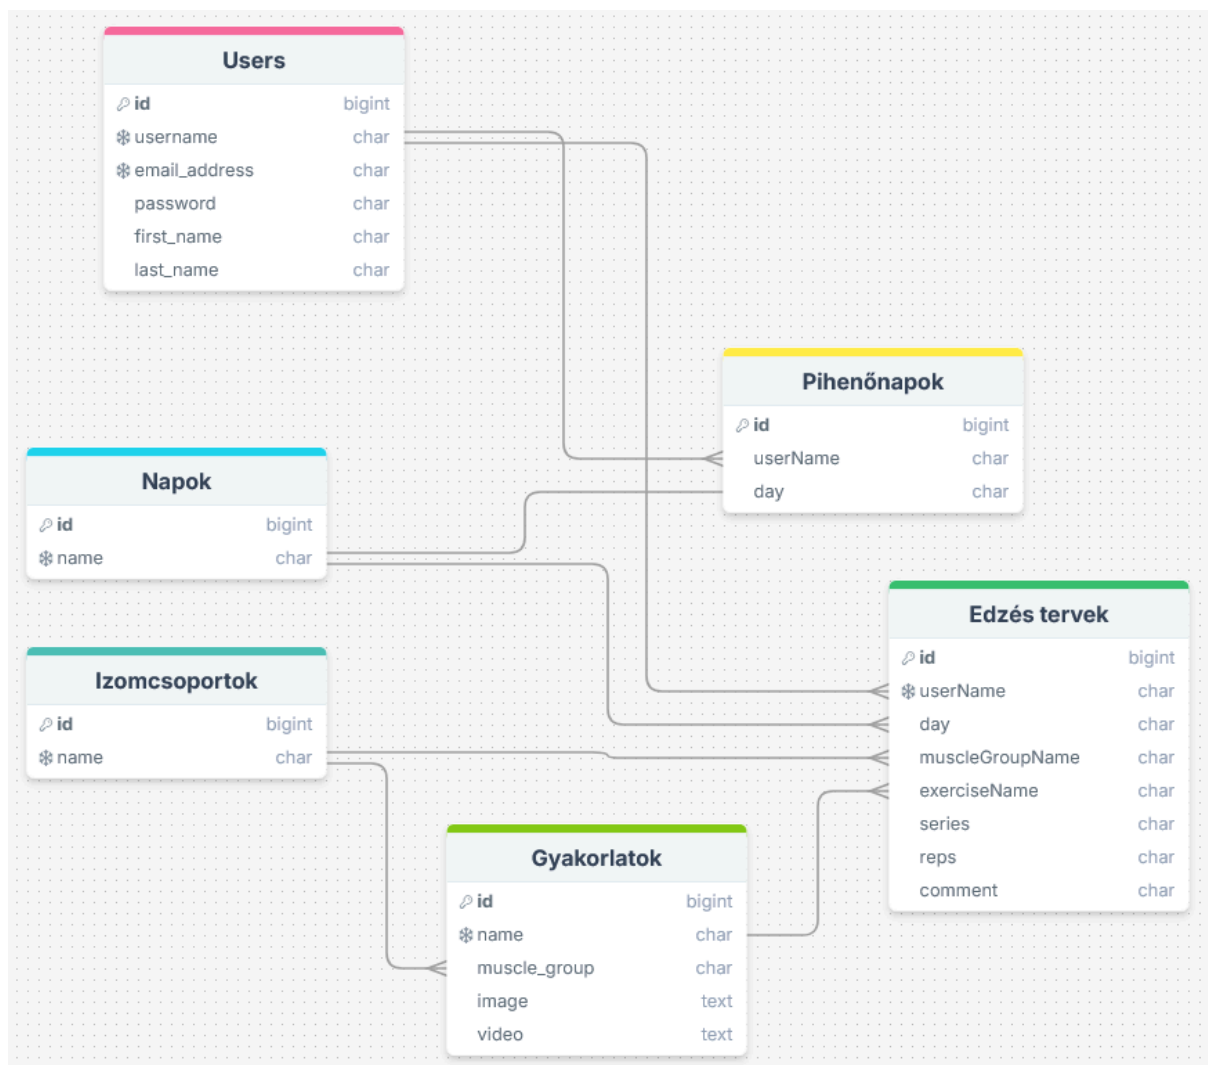 Users
id bigint
username char
email_address char
password char
first_name char
last_name char
Pihenőnapok
id bigint
userName char
day char
Napok
id bigint
name char
Edzés tervek
id bigint
userName char
day char
muscleGroupName char
exerciseName char
series char
reps char
comment char
Izomcsoportok
id bigint
name char
Gyakorlatok
id bigint
name char
muscle_group char
image text
video text